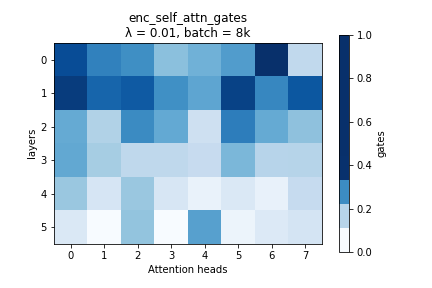 enc_self_attn_gates
λ = 0.01, batch = 8k
layers
0
1
2
3
4
5
0 1 2 3 4 5 6 7
Attention heads
1.0
0.8
0.6
0.4
0.2
0.0
gates